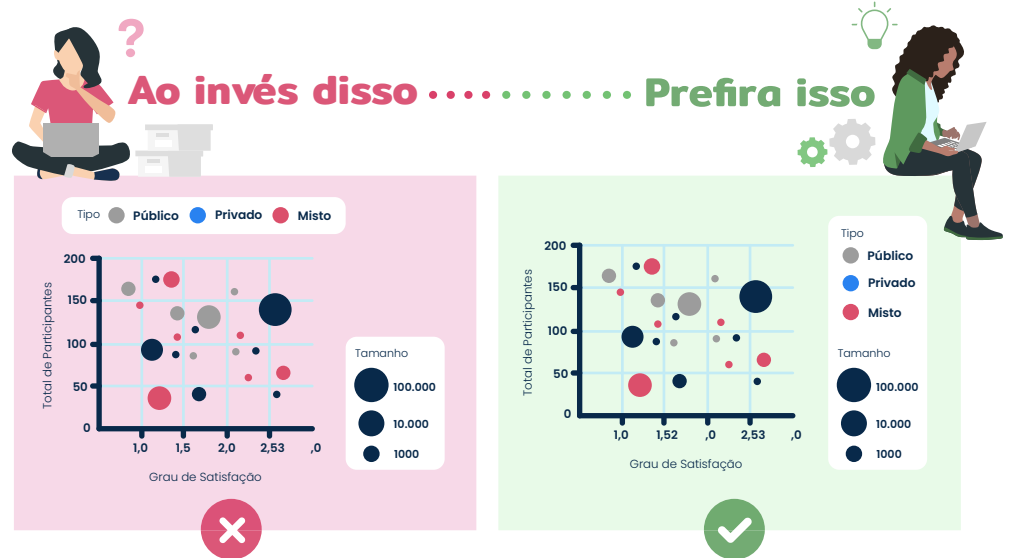 ?
Ao invés disso
Prefira isso
Tipo Público Privado Misto
Total de Participantes
200
150
100
50
0
1,0 1,5 2,0 2,53 ,0
Grau de Satisfação
Tamanho
100.000
10.000
1000
Total de Participantes
200
150
100
50
0
1,0 1,52 ,0 2,53 ,0
Grau de Satisfação
Tipo
Público
Privado
Misto
Tamanho
100.000
10.000
1000